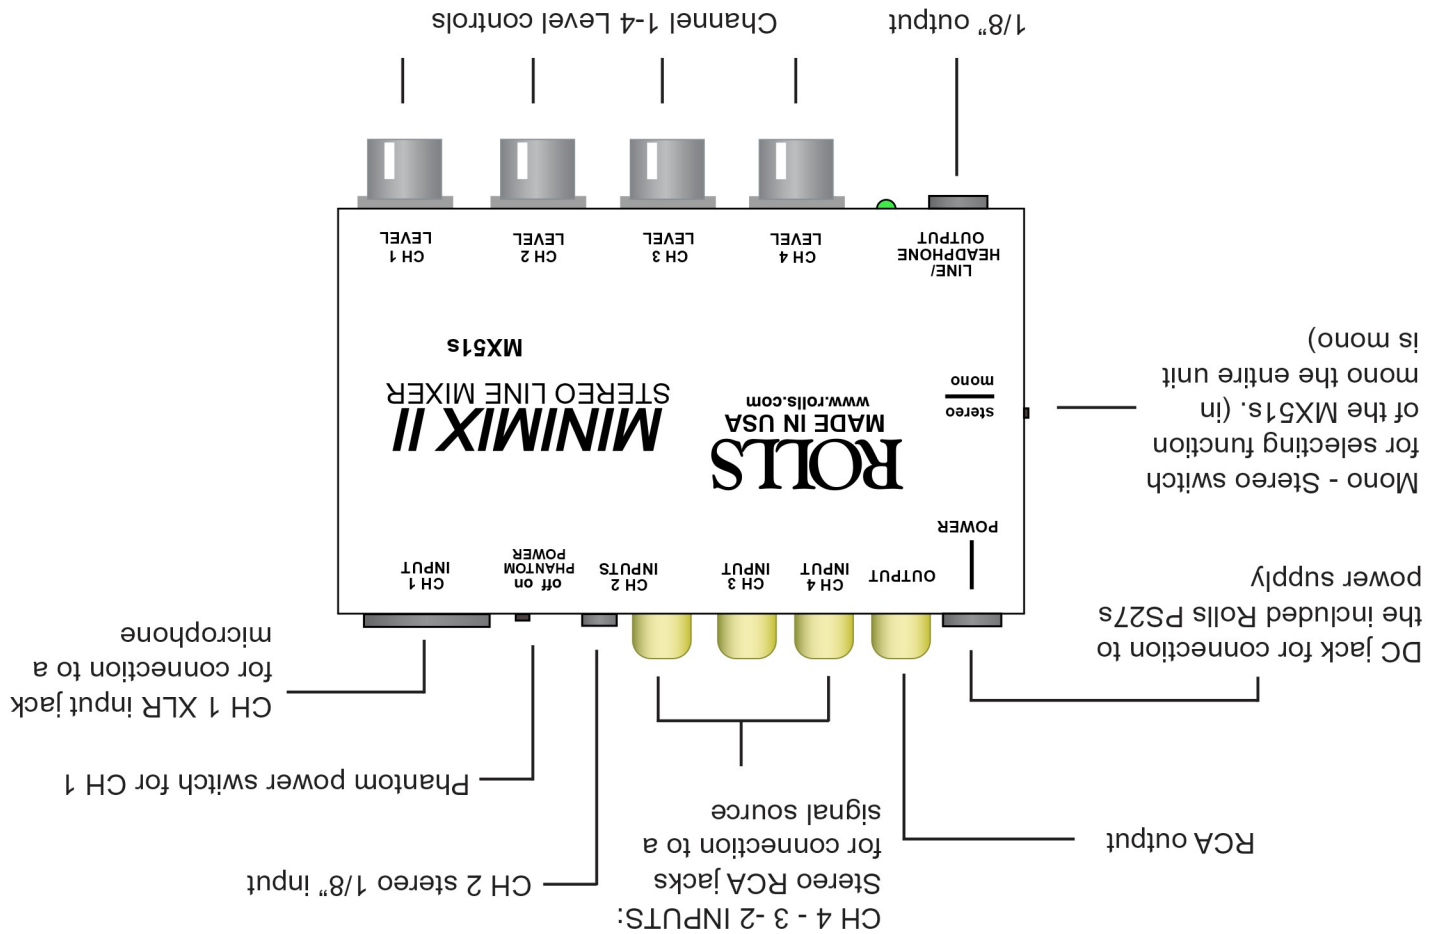 CH 4 - 3 -2 INPUTS:
Stereo RCA jacks
for connection to a
signal source
CH 2 stereo 1/8” input
RCA output
Phantom power switch for CH 1
CH 1 XLR input jack
for connection to a
microphone
DC jack for connection to
the included Rolls PS27s
power supply
POWER
OUTPUT
CH 4
INPUT
CH 3
INPUT
CH 2
INPUTS
off on
PHANTOM
POWER
CH 1
INPUT
Mono - Stereo switch
for selecting function
of the MX51s. (in
mono the entire unit
is mono)
stereo
mono
ROLLS
MADE IN USA
www.rolls.com
MINIMIX II
STEREO LINE MIXER
MX51s
LINE/
HEADPHONE
OUTPUT
CH 4
LEVEL
CH 3
LEVEL
CH 2
LEVEL
CH 1
LEVEL
1/8” output
Channel 1-4 Level controls